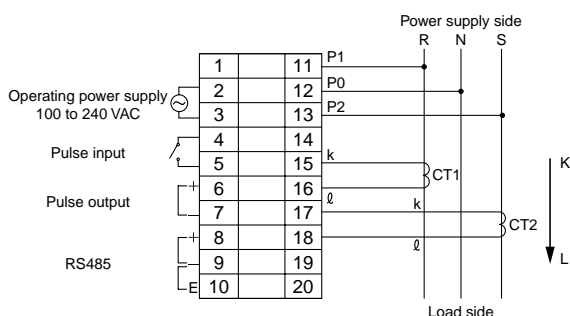 Power supply side
R N S
1 11 P1
2 12 P0
Operating power supply
100 to 240 VAC
3 13 P2
4 14
Pulse input
5 15 k
CT1
K
+ 6 16 ℓ
Pulse output
7 17 k
CT2
+ 8 18 ℓ
RS485
9 19
L
E 10 20
Load side